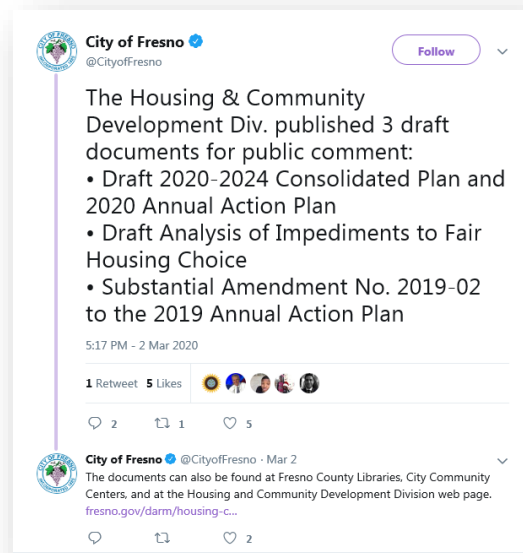 City of Fresno
@CityofFresno
Follow
The Housing & Community
Development Div. published 3 draft
documents for public comment:
• Draft 2020-2024 Consolidated Plan and
2020 Annual Action Plan
• Draft Analysis of Impediments to Fair
Housing Choice
• Substantial Amendment No. 2019-02
to the 2019 Annual Action Plan
5:17 PM - 2 Mar 2020
1 Retweet 5 Likes
2 1 5
City of Fresno @CityofFresno · Mar 2
The documents can also be found at Fresno County Libraries, City Community
Centers, and at the Housing and Community Development Division web page.
fresno.gov/darm/housing-c...
2